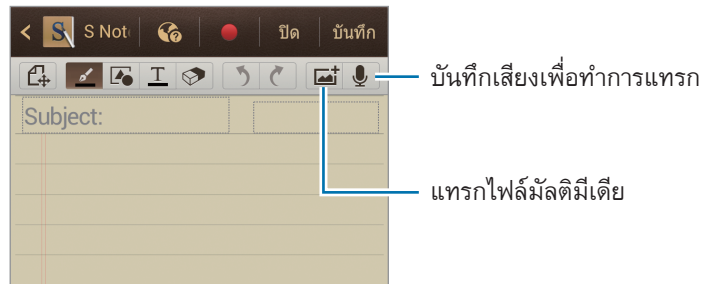 S Not
ปิด
บันทึก
T
Subject:
บันทึกเสียงเพื่อทำการแทรก
แทรกไฟล์มัลติมีเดีย